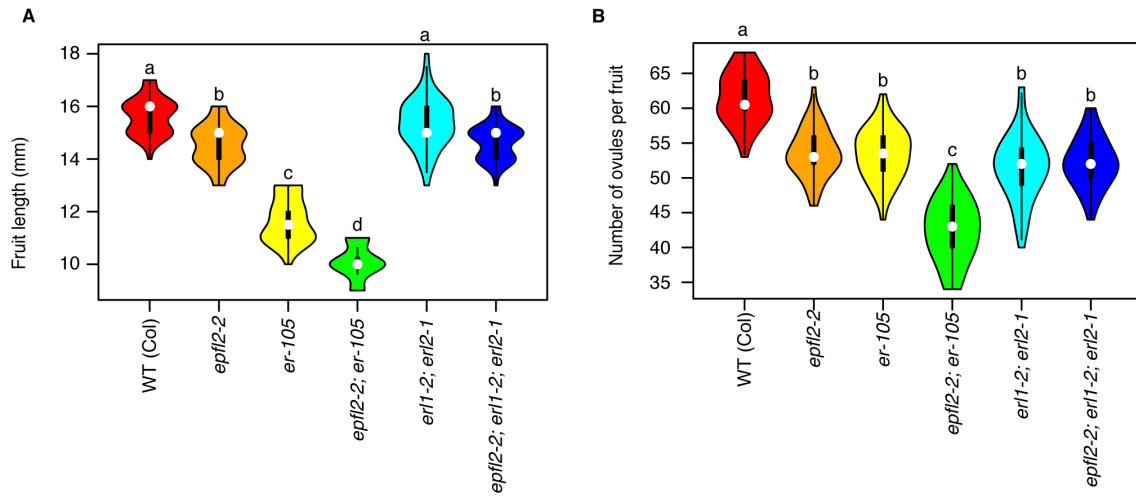 A
Fruit length (mm)
18
16
14
12
10
a
b
c
d
a
b
WT (Col)
epfl2-2
er-105
epfl2-2; er-105
erl1-2; erl2-1
epfl2-2; erl1-2; erl2-1
B
Number of ovules per fruit
65
60
55
50
45
40
35
a
b
b
c
b
b
WT (Col)
epfl2-2
er-105
epfl2-2; er-105
erl1-2; erl2-1
epfl2-2; erl1-2; erl2-1